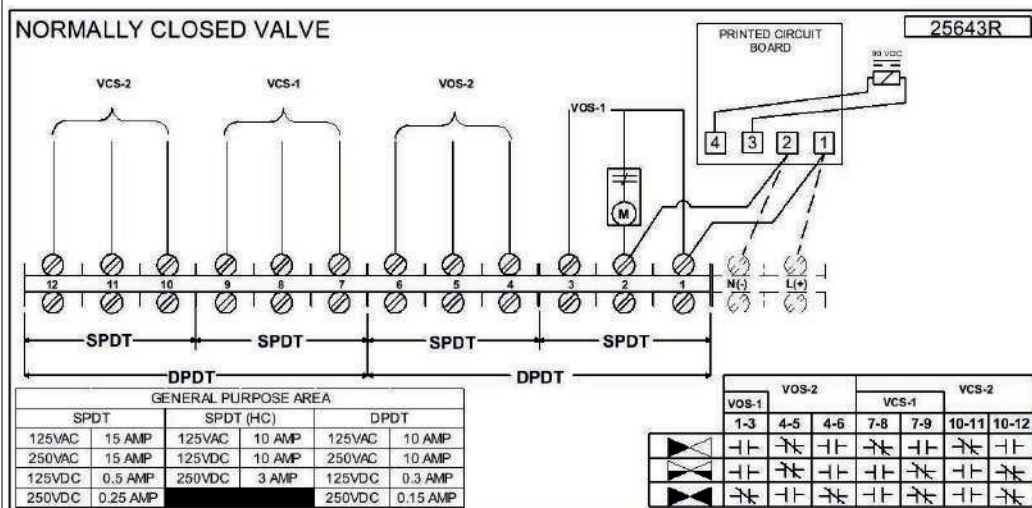 NORMALLY CLOSED VALVE
25643R
PRINTED CIRCUIT
BOARD
90 VDC
VCS-2
VCS-1
VOS-2
VOS-1
4 3 2 1
M
12 11 10 9 8 7 6 5 4 3 2 1 N(-) L(+)
SPDT SPDT SPDT SPDT
DPDT DPDT
GENERAL PURPOSE AREA
SPDT SPDT (HC) DPDT
125VAC 15 AMP 125VAC 10 AMP 125VAC 10 AMP
250VAC 15 AMP 125VDC 10 AMP 250VAC 10 AMP
125VDC 0.5 AMP 250VDC 3 AMP 125VDC 0.3 AMP
250VDC 0.25 AMP 250VDC 0.15 AMP
VOS-2 VCS-2
VOS-1 VCS-1
1-3 4-5 4-6 7-8 7-9 10-11 10-12